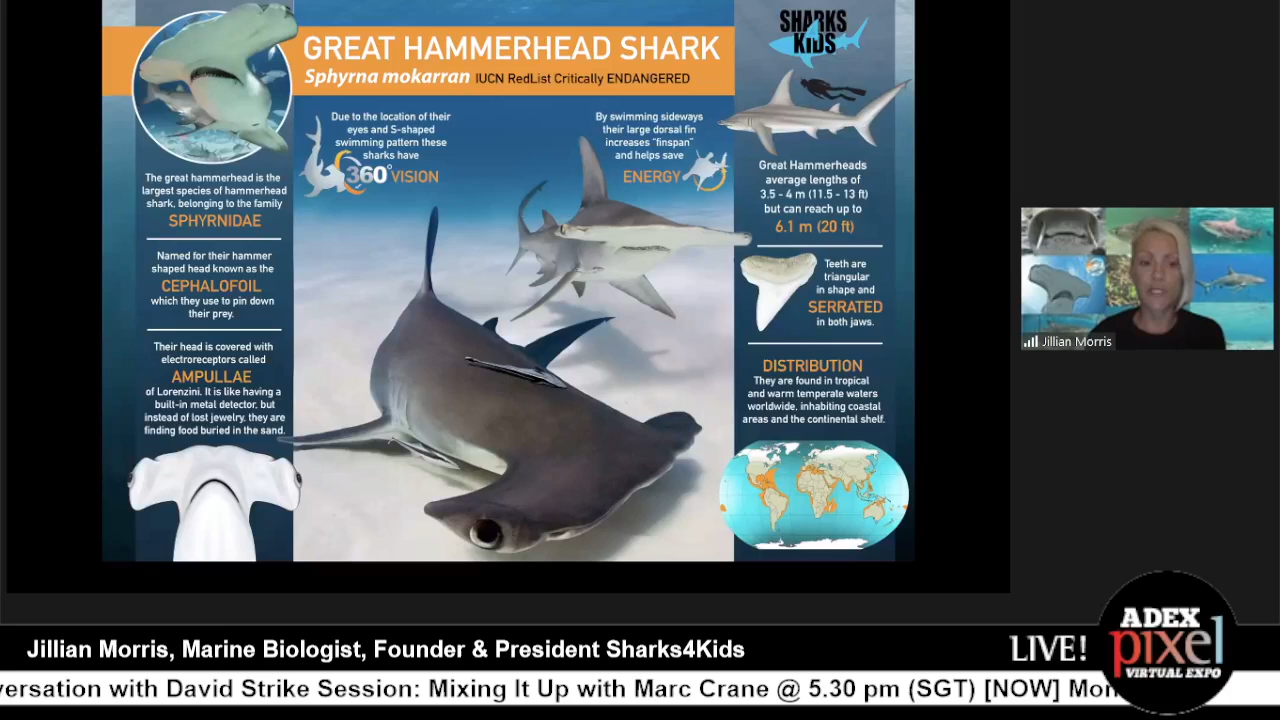 GREAT HAMMERHEAD SHARK
Sphyrna mokarran IUCN RedList Critically ENDANGERED
The great hammerhead is the
largest species of hammerhead
shark, belonging to the family
SPHYRNIDAE
Named for their hammer
shaped head known as the
CEPHALOFOIL
which they use to pin down
their prey.
Their head is covered with
electroreceptors called
AMPULLAE
of Lorenzini. It is like having a
built-in metal detector, but
instead of lost jewelry, they are
finding food buried in the sand.
Due to the location of their
eyes and S-shaped
swimming pattern these
sharks have
360° VISION
By swimming sideways
their large dorsal fin
increases "finspan"
and helps save
ENERGY
SHARKS
4
KIDS
Great Hammerheads
average lengths of
3.5 - 4 m (11.5 - 13 ft)
but can reach up to
6.1 m (20 ft)
Teeth are
triangular
in shape and
SERRATED
in both jaws.
DISTRIBUTION
They are found in tropical
and warm temperate waters
worldwide, inhabiting coastal
areas and the continental shelf.
Jillian Morris
Jillian Morris, Marine Biologist, Founder & President Sharks4Kids
LIVE!
ADEX
pixel
VIRTUAL EXPO
versation with David Strike Session: Mixing It Up with Marc Crane @ 5.30 pm (SGT) [NOW] Mon